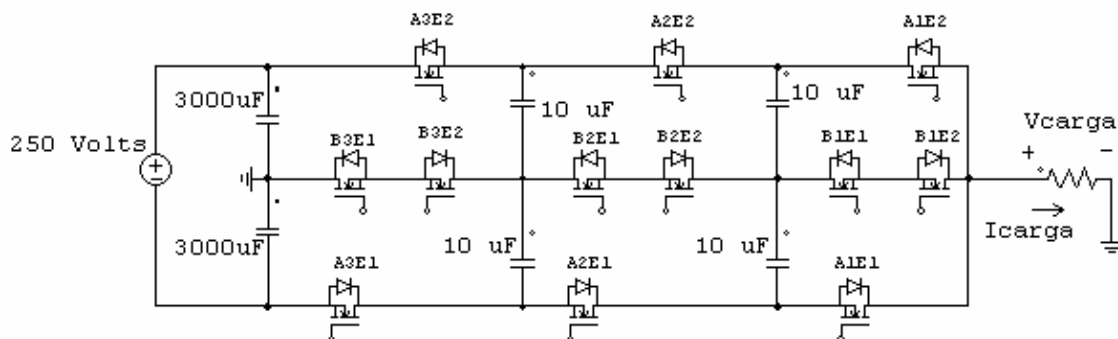 A3E2 A2E2 A1E2
3000uF 10 uF 10 uF
250 Volts B3E1 B3E2 B2E1 B2E2 B1E1 B1E2 Vcarga
+ -
3000uF 10 uF 10 uF Icarga
A3E1 A2E1 A1E1